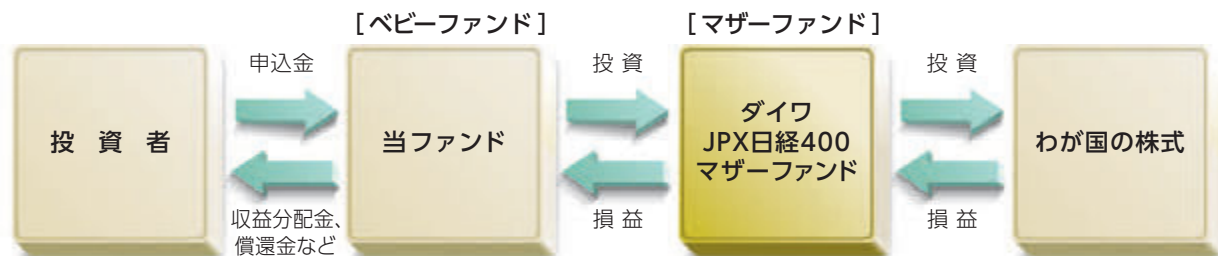 [ベビーファンド]
[マザーファンド]
申込金
投資
投資
投資者
当ファンド
ダイワ
JPX日経400
マザーファンド
わが国の株式
収益分配金、
償還金など
損益
損益